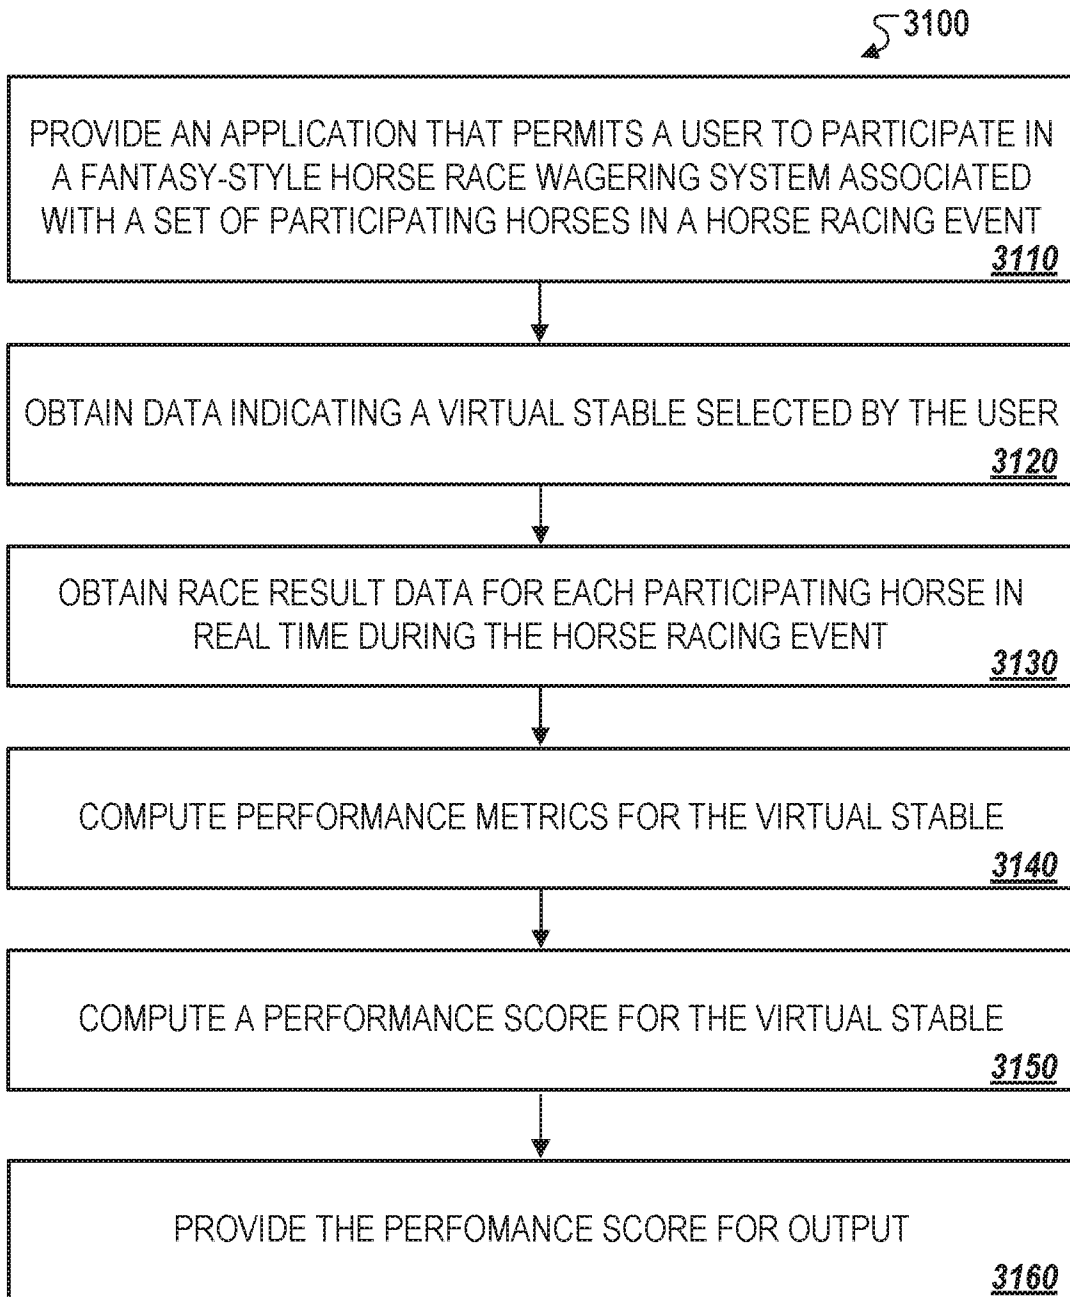 3100
PROVIDE AN APPLICATION THAT PERMITS A USER TO PARTICIPATE IN
A FANTASY-STYLE HORSE RACE WAGERING SYSTEM ASSOCIATED
WITH A SET OF PARTICIPATING HORSES IN A HORSE RACING EVENT
3110
OBTAIN DATA INDICATING A VIRTUAL STABLE SELECTED BY THE USER
3120
OBTAIN RACE RESULT DATA FOR EACH PARTICIPATING HORSE IN
REAL TIME DURING THE HORSE RACING EVENT
3130
COMPUTE PERFORMANCE METRICS FOR THE VIRTUAL STABLE
3140
COMPUTE A PERFORMANCE SCORE FOR THE VIRTUAL STABLE
3150
PROVIDE THE PERFOMANCE SCORE FOR OUTPUT
3160